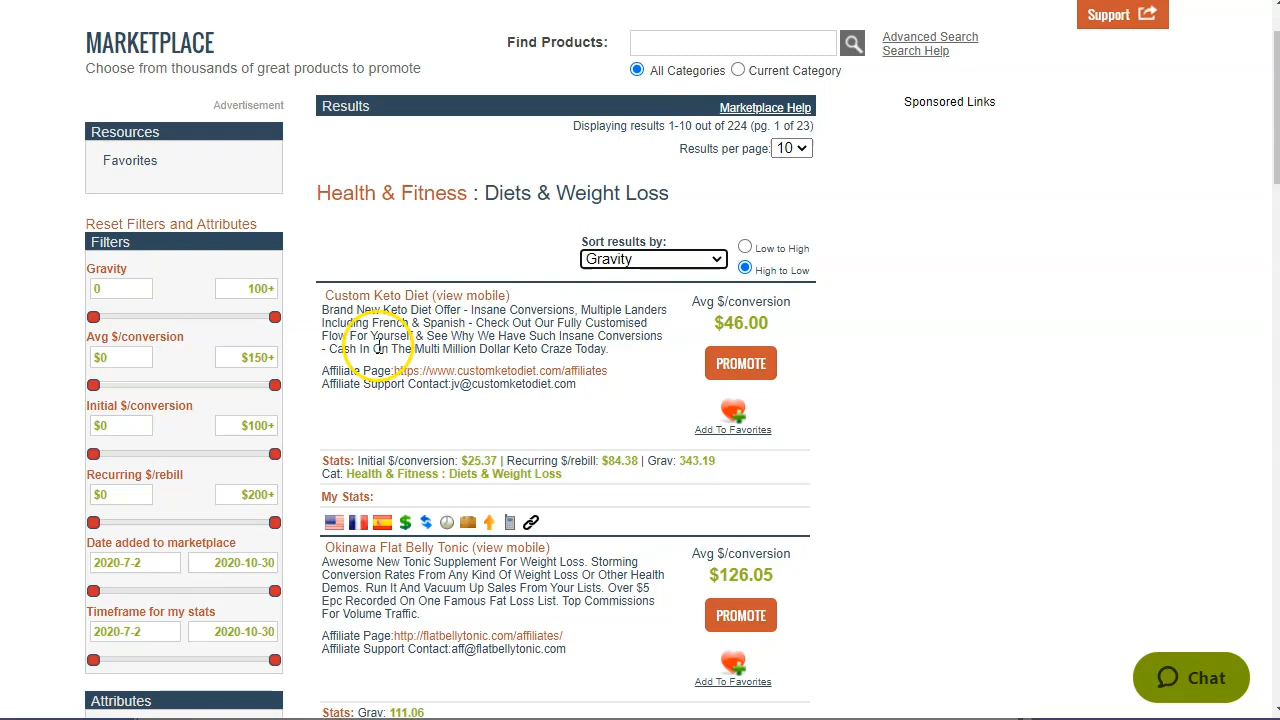 Support
MARKETPLACE
Choose from thousands of great products to promote
Find Products:
Advanced Search
Search Help
All Categories
Current Category
Advertisement
Resources
Favorites
Reset Filters and Attributes
Filters
Gravity
0
100+
Avg $/conversion
$0
$150+
Initial $/conversion
$0
$100+
Recurring $/rebill
$0
$200+
Date added to marketplace
2020-7-2
2020-10-30
Timeframe for my stats
2020-7-2
2020-10-30
Attributes
Results
Marketplace Help
Displaying results 1-10 out of 224 (pg. 1 of 23)
Results per page:
10
Health & Fitness : Diets & Weight Loss
Sort results by:
Gravity
Low to High
High to Low
Custom Keto Diet (view mobile)
Brand New Keto Diet Offer - Insane Conversions, Multiple Landers
Including French & Spanish - Check Out Our Fully Customised
Flow For Yourself & See Why We Have Such Insane Conversions
- Cash In On The Multi Million Dollar Keto Craze Today.
Affiliate Page:https://www.customketodiet.com/affiliates
Affiliate Support Contact:jv@customketodiet.com
Avg $/conversion
$46.00
PROMOTE
Add To Favorites
Stats: Initial $/conversion: $25.37 | Recurring $/rebill: $84.38 | Grav: 343.19
Cat: Health & Fitness : Diets & Weight Loss
My Stats:
Okinawa Flat Belly Tonic (view mobile)
Awesome New Tonic Supplement For Weight Loss. Storming
Conversion Rates From Any Kind Of Weight Loss Or Other Health
Demos. Run It And Vacuum Up Sales From Your Lists. Over $5
Epc Recorded On One Famous Fat Loss List. Top Commissions
For Volume Traffic.
Affiliate Page:http://flatbellytonic.com/affiliates/
Affiliate Support Contact:aff@flatbellytonic.com
Avg $/conversion
$126.05
PROMOTE
Add To Favorites
Stats: Grav: 111.06
Sponsored Links
Chat